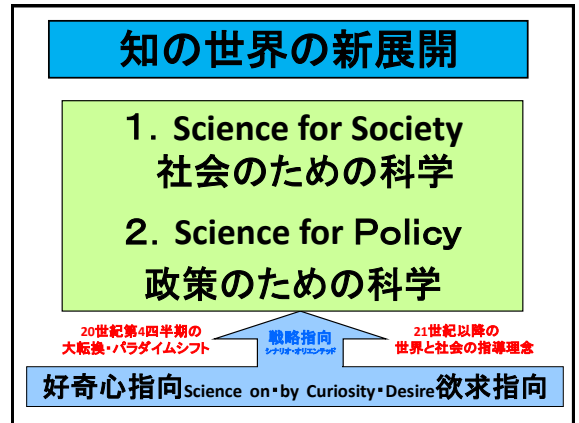 知の世界の新展開
1. Science for Society
社会のための科学
2. Science for Policy
政策のための科学
20世紀第4四半期の
大転換・パラダイムシフト
戦略指向
シナリオ・オリエンテッド
21世紀以降の
世界と社会の指導理念
好奇心指向Science on・by Curiosity・Desire欲求指向